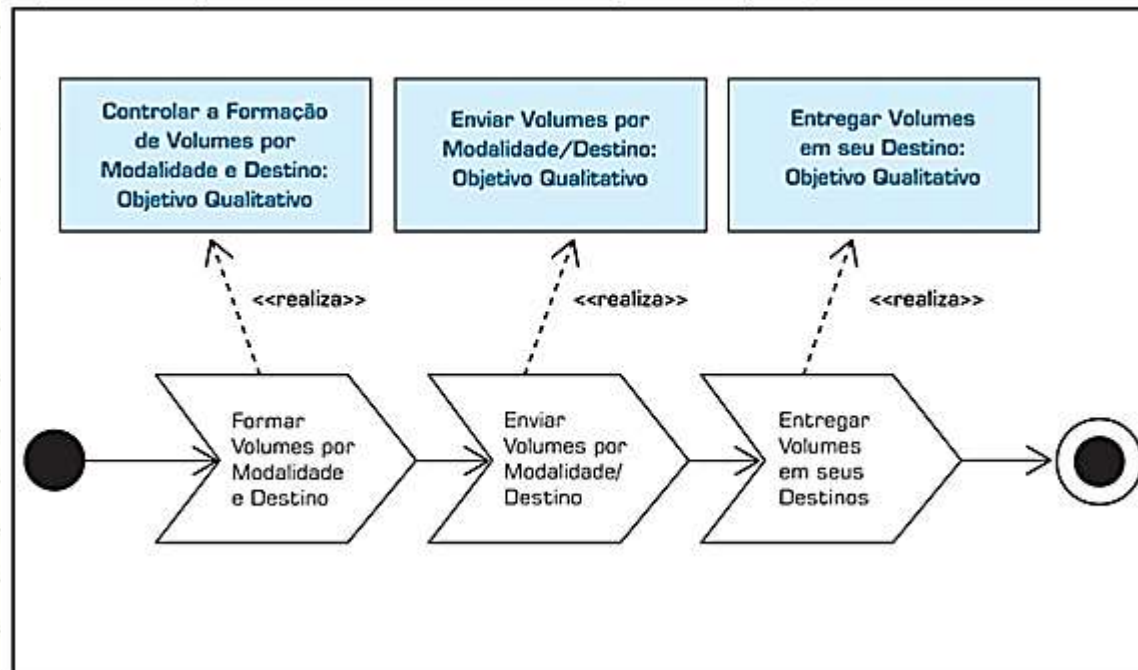 Controlar a Formação
de Volumes por
Modalidade e Destino:
Objetivo Qualitativo
Enviar Volumes por
Modalidade/Destino:
Objetivo Qualitativo
Entregar Volumes
em seu Destino:
Objetivo Qualitativo
<<realiza>>
<<realiza>>
<<realiza>>
Formar
Volumes por
Modalidade
e Destino
Enviar
Volumes por
Modalidade/
Destino
Entregar
Volumes
em seus
Destinos